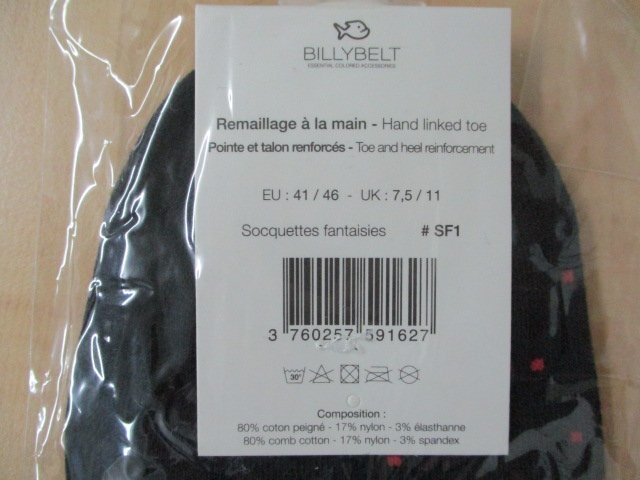 BILLYBELT
ESSENTIAL COLORED ACCESSORIES
Remaillage à la main - Hand linked toe
Pointe et talon renforcés - Toe and heel reinforcement
EU : 41 / 46 - UK : 7,5 / 11
Socquettes fantaisies # SF1
3 760257 591627
30°
Composition :
80% coton peigné - 17% nylon - 3% élasthanne
80% comb cotton - 17% nylon - 3% spandex